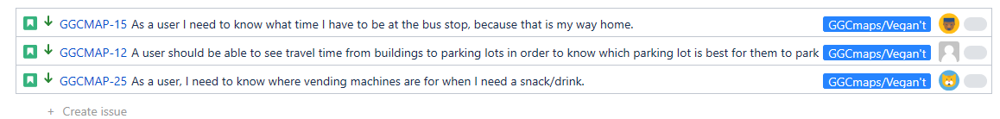 GGCMAP-15 As a user I need to know what time I have to be at the bus stop, because that is my way home. GGCmaps/Vegan't
GGCMAP-12 A user should be able to see travel time from buildings to parking lots in order to know which parking lot is best for them to park GGCmaps/Vegan't
GGCMAP-25 As a user, I need to know where vending machines are for when I need a snack/drink. GGCmaps/Vegan't
+ Create issue